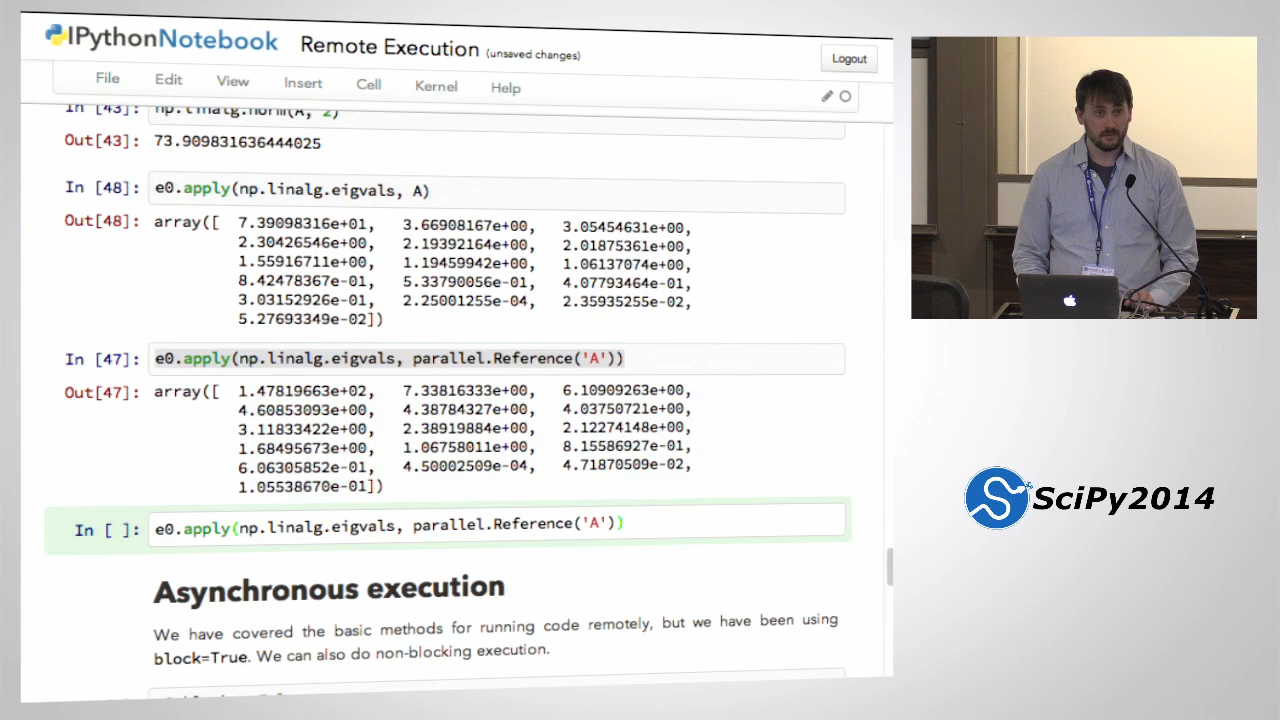 IPythonNotebook Remote Execution (unsaved changes) Logout
File Edit View Insert Cell Kernel Help
In [43]: np.linalg.norm(A, 2)
Out[43]: 73.909831636444025
In [48]: e0.apply(np.linalg.eigvals, A)
Out[48]: array([ 7.39098316e+01, 3.66908167e+00, 3.05454631e+00,
2.30426546e+00, 2.19392164e+00, 2.01875361e+00,
1.55916711e+00, 1.19459942e+00, 1.06137074e+00,
8.42478367e-01, 5.33790056e-01, 4.07793464e-01,
3.03152926e-01, 2.25001255e-04, 2.35935255e-02,
5.27693349e-02])
In [47]: e0.apply(np.linalg.eigvals, parallel.Reference('A'))
Out[47]: array([ 1.47819663e+02, 7.33816333e+00, 6.10909263e+00,
4.60853093e+00, 4.38784327e+00, 4.03750721e+00,
3.11833422e+00, 2.38919884e+00, 2.12274148e+00,
1.68495673e+00, 1.06758011e+00, 8.15586927e-01,
6.06305852e-01, 4.50002509e-04, 4.71870509e-02,
1.05538670e-01])
In [ ]: e0.apply(np.linalg.eigvals, parallel.Reference('A'))
Asynchronous execution
We have covered the basic methods for running code remotely, but we have been using
block=True. We can also do non-blocking execution.
SciPy2014